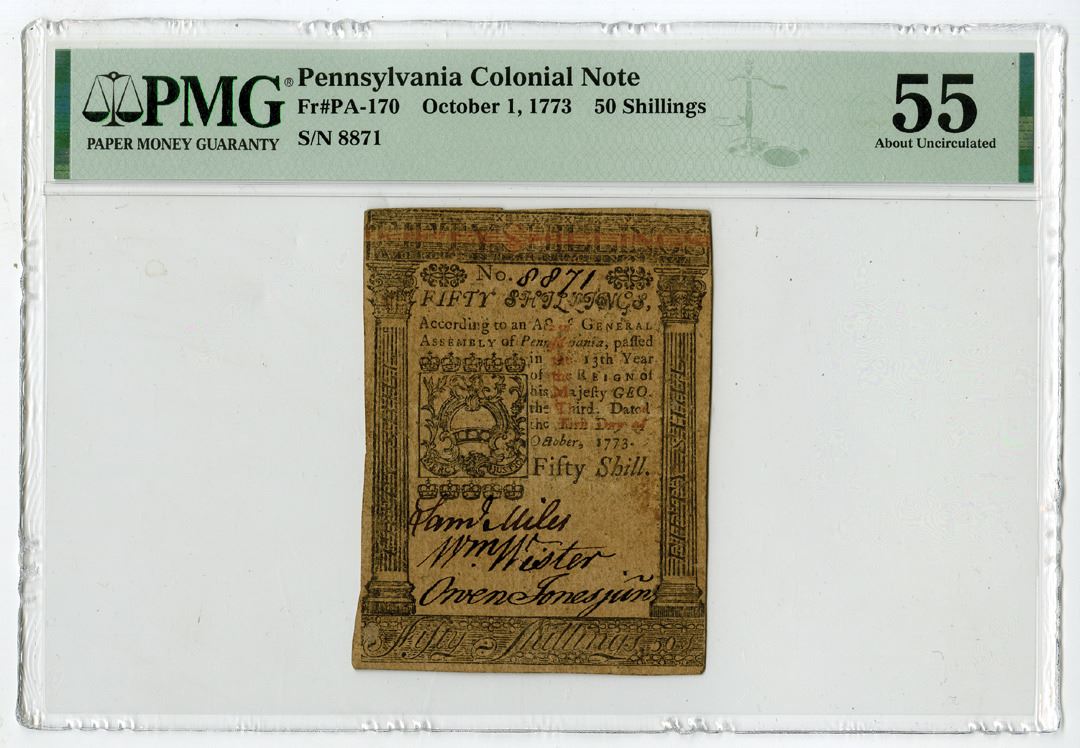 PMG®
PAPER MONEY GUARANTY
Pennsylvania Colonial Note
Fr#PA-170 October 1, 1773 50 Shillings
S/N 8871
55
About Uncirculated
FIFTY SHILLINGS
No. 8871
FIFTY SHILLINGS,
According to an Act of GENERAL
ASSEMBLY of Pennsylvania, paſſed
in the 13th Year
of the REIGN of
his Majeſty GEO.
the Third. Dated
the Firſt Day of
October, 1773.
Fifty Shill.
Saml Miles
Wm Wister
Owen Jones jun
Fifty Shillings. 50